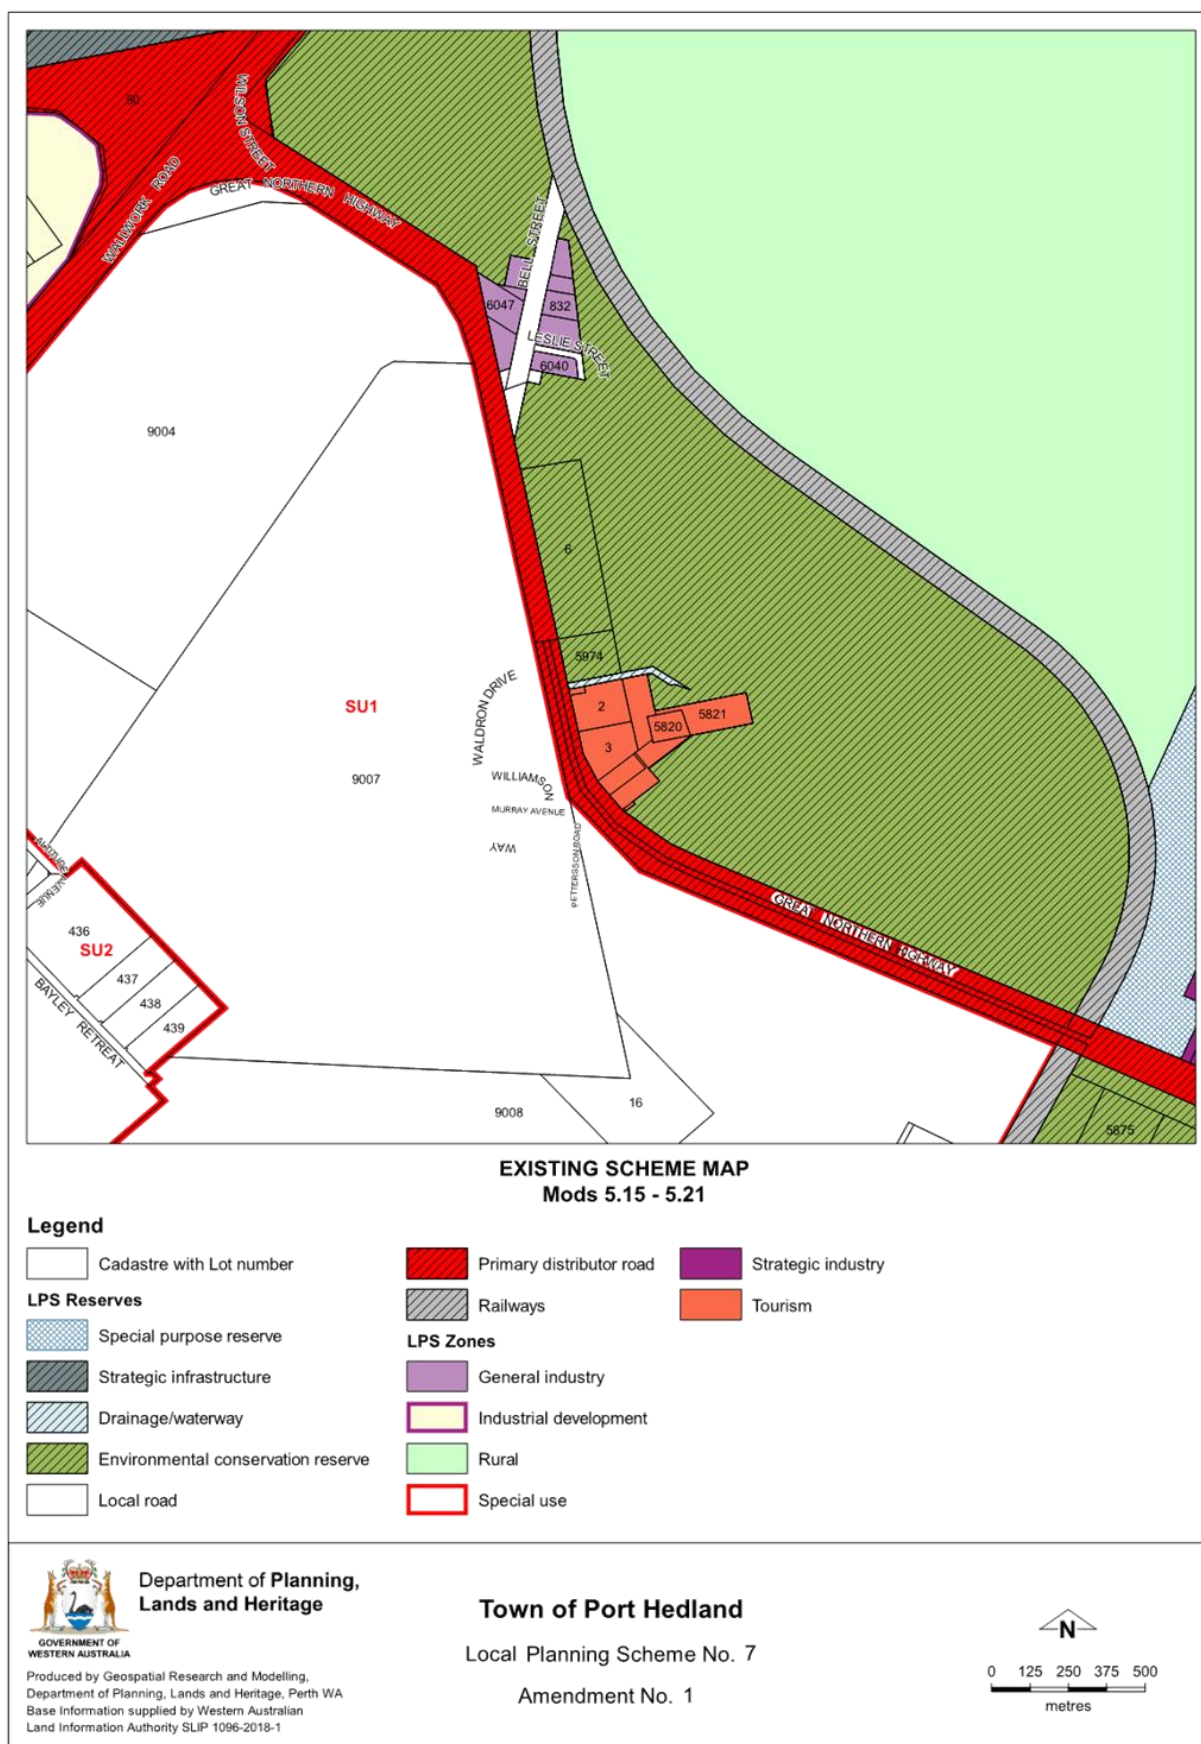 50
WILSON STREET
WALLWORK ROAD
GREAT NORTHERN HIGHWAY
BELL STREET
6047
832
LESLIE STREET
6040
9004
6
5974
WALDRON DRIVE
SU1
2
5821
5820
3
9007
WILLIAMSON
MURRAY AVENUE
WAY
PETTERSSON ROAD
ALTITUDE AVENUE
GREAT NORTHERN HIGHWAY
436
SU2
437
438
439
BAYLEY RETREAT
9008
16
5875
EXISTING SCHEME MAP
Mods 5.15 - 5.21
Legend
Cadastre with Lot number
LPS Reserves
Special purpose reserve
Strategic infrastructure
Drainage/waterway
Environmental conservation reserve
Local road
Primary distributor road
Railways
LPS Zones
General industry
Industrial development
Rural
Special use
Strategic industry
Tourism
GOVERNMENT OF
WESTERN AUSTRALIA
Department of Planning,
Lands and Heritage
Produced by Geospatial Research and Modelling,
Department of Planning, Lands and Heritage, Perth WA
Base Information supplied by Western Australian
Land Information Authority SLIP 1096-2018-1
Town of Port Hedland
Local Planning Scheme No. 7
Amendment No. 1
N
0 125 250 375 500
metres